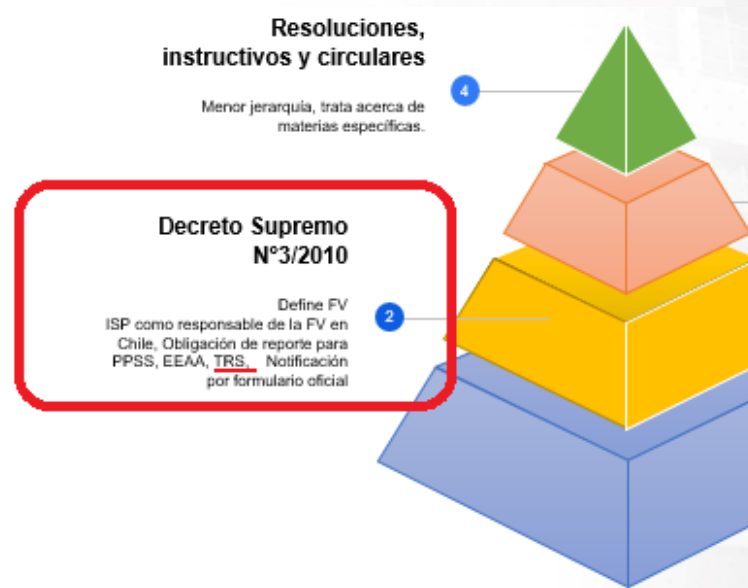 Resoluciones,
instructivos y circulares
Menor jerarquía, trata acerca de
materias específicas.
4
Decreto Supremo
N°3/2010
Define FV
ISP como responsable de la FV en
Chile, Obligación de reporte para
PPSS, EEAA, TRS, Notificación
por formulario oficial
2